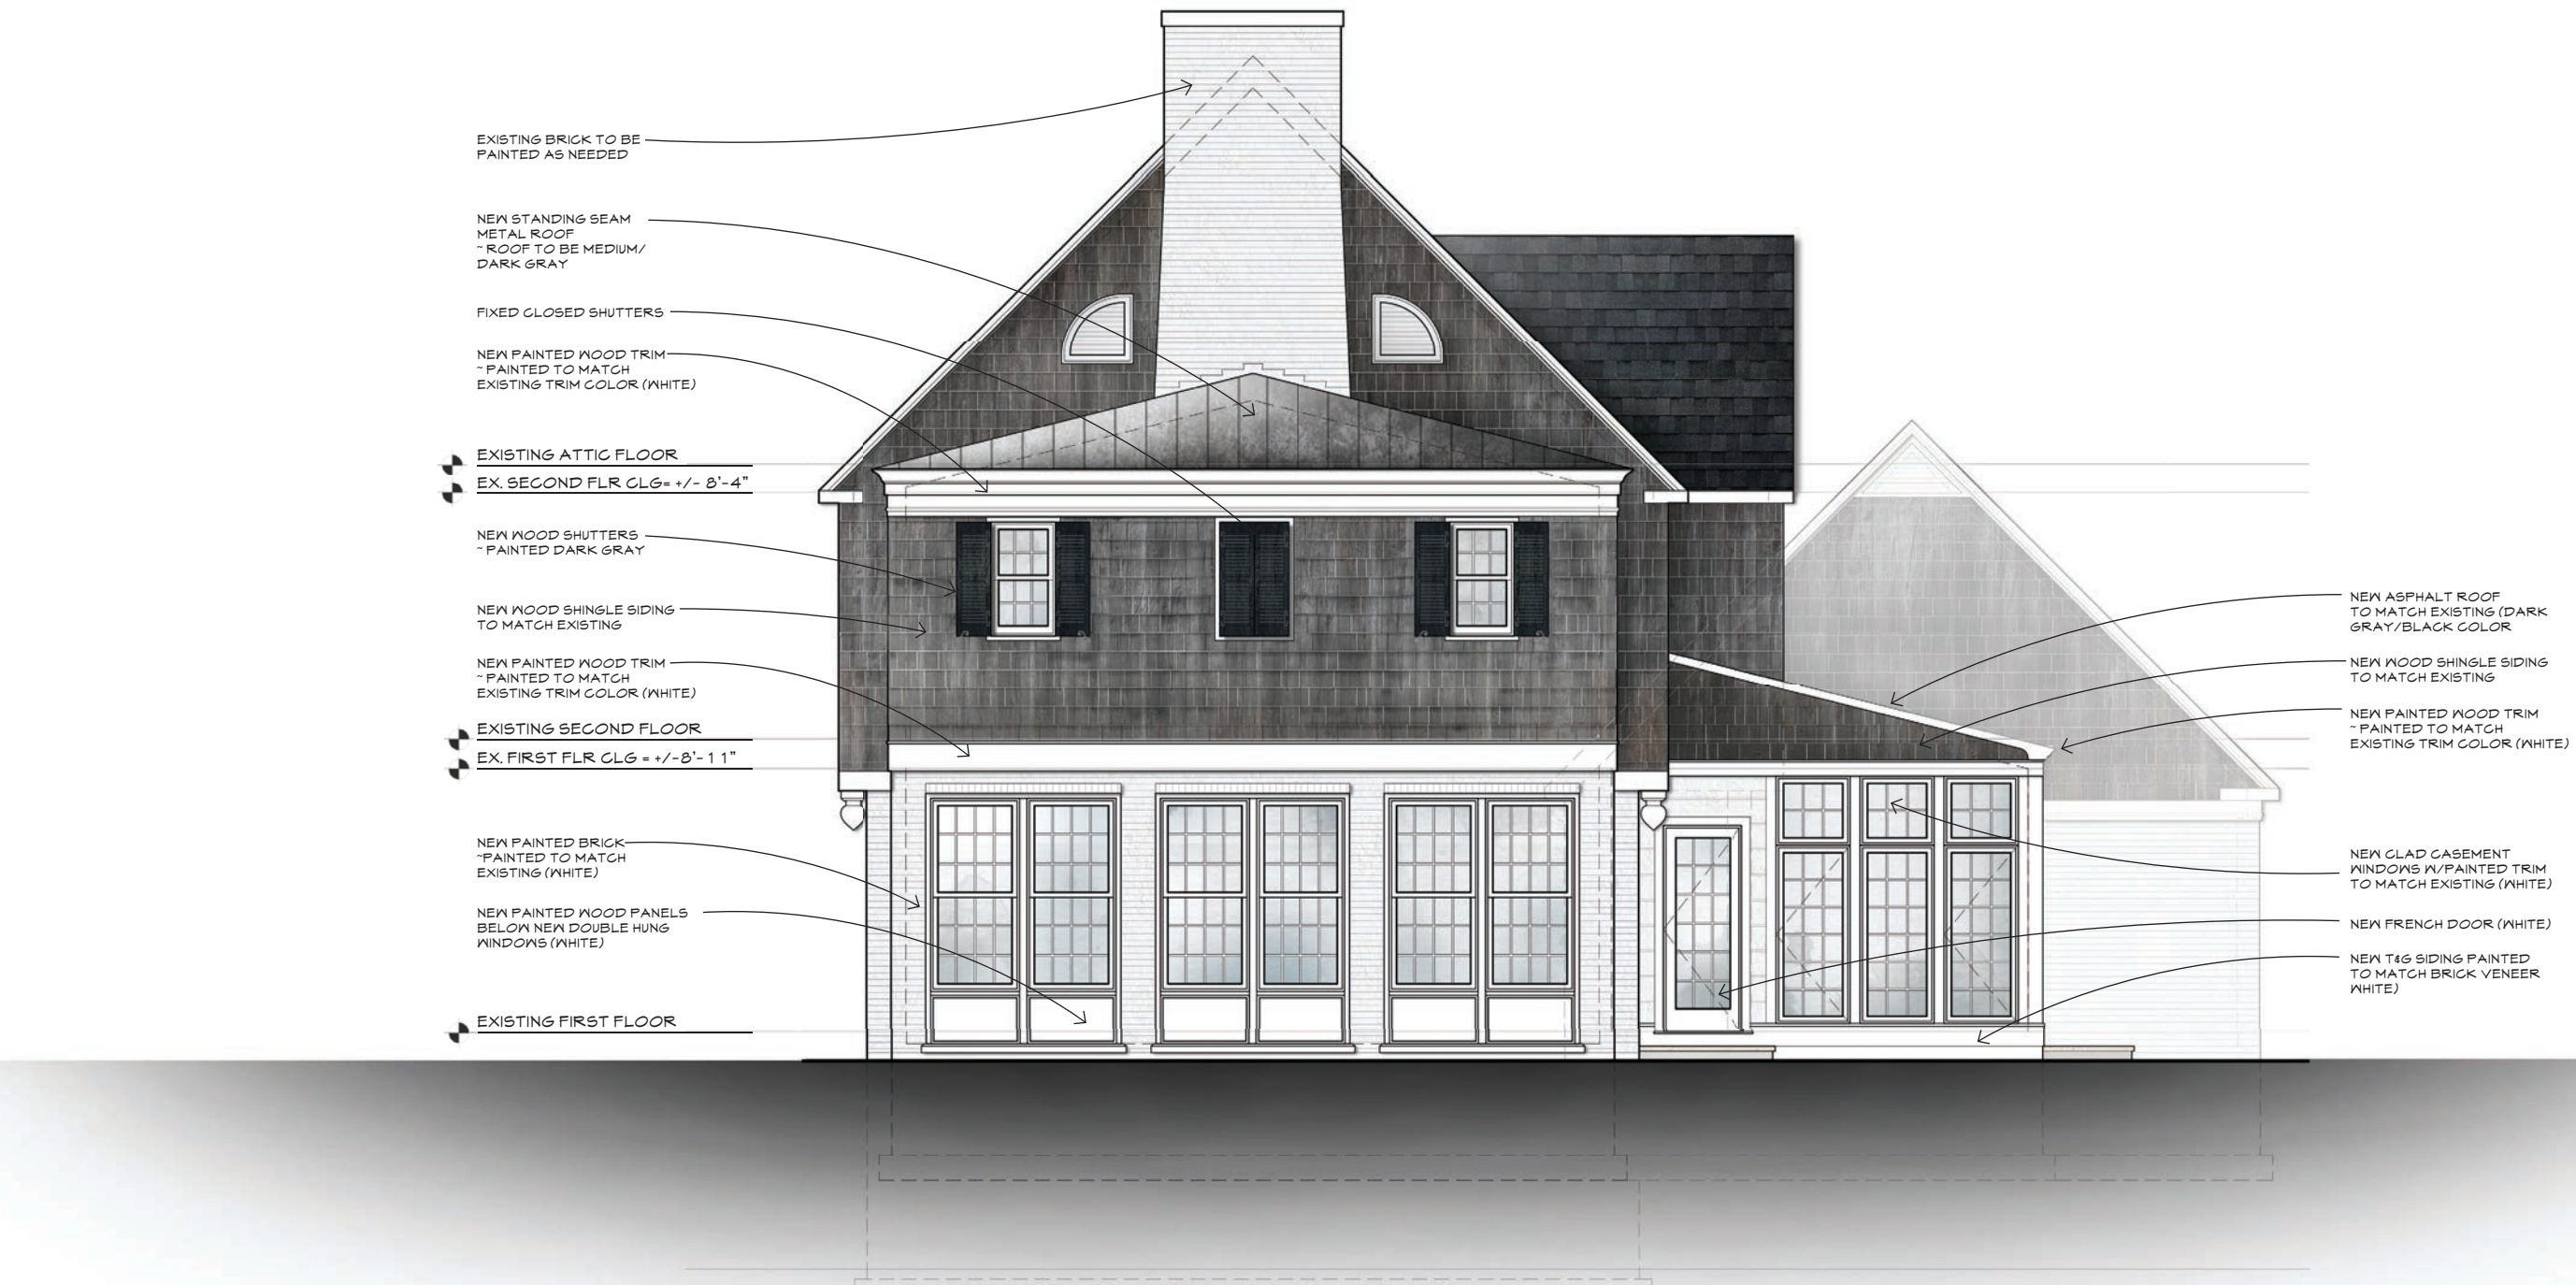 EXISTING BRICK TO BE
PAINTED AS NEEDED
NEW STANDING SEAM
METAL ROOF
~ ROOF TO BE MEDIUM/
DARK GRAY
FIXED CLOSED SHUTTERS
NEW PAINTED WOOD TRIM
~ PAINTED TO MATCH
EXISTING TRIM COLOR (WHITE)
EXISTING ATTIC FLOOR
EX. SECOND FLR CLG= +/- 8'-4"
NEW WOOD SHUTTERS
~ PAINTED DARK GRAY
NEW WOOD SHINGLE SIDING
TO MATCH EXISTING
NEW PAINTED WOOD TRIM
~ PAINTED TO MATCH
EXISTING TRIM COLOR (WHITE)
EXISTING SECOND FLOOR
EX. FIRST FLR CLG = +/-8'-11"
NEW PAINTED BRICK
~PAINTED TO MATCH
EXISTING (WHITE)
NEW PAINTED WOOD PANELS
BELOW NEW DOUBLE HUNG
WINDOWS (WHITE)
EXISTING FIRST FLOOR
NEW ASPHALT ROOF
TO MATCH EXISTING (DARK
GRAY/BLACK COLOR
NEW WOOD SHINGLE SIDING
TO MATCH EXISTING
NEW PAINTED WOOD TRIM
~ PAINTED TO MATCH
EXISTING TRIM COLOR (WHITE)
NEW CLAD CASEMENT
WINDOWS W/PAINTED TRIM
TO MATCH EXISTING (WHITE)
NEW FRENCH DOOR (WHITE)
NEW T&G SIDING PAINTED
TO MATCH BRICK VENEER
WHITE)